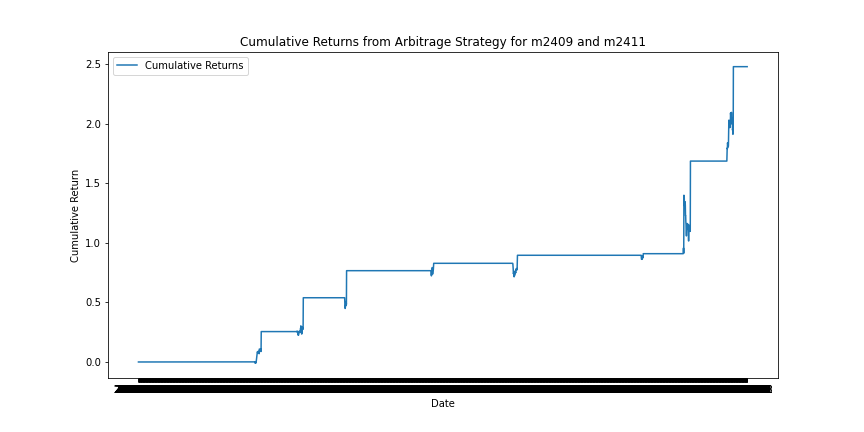 Cumulative Returns from Arbitrage Strategy for m2409 and m2411
Cumulative Returns
2.5
2.0
1.5
1.0
0.5
0.0
Cumulative Return
Date